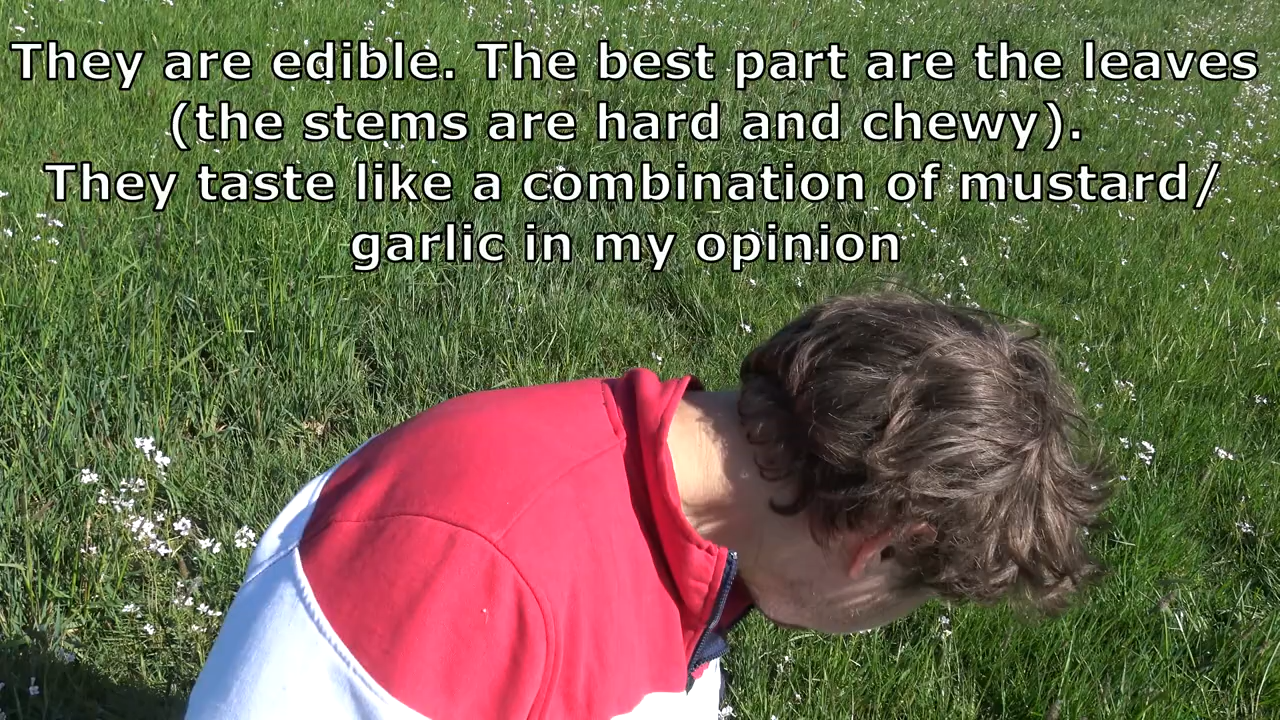 They are edible. The best part are the leaves
(the stems are hard and chewy).
They taste like a combination of mustard/
garlic in my opinion